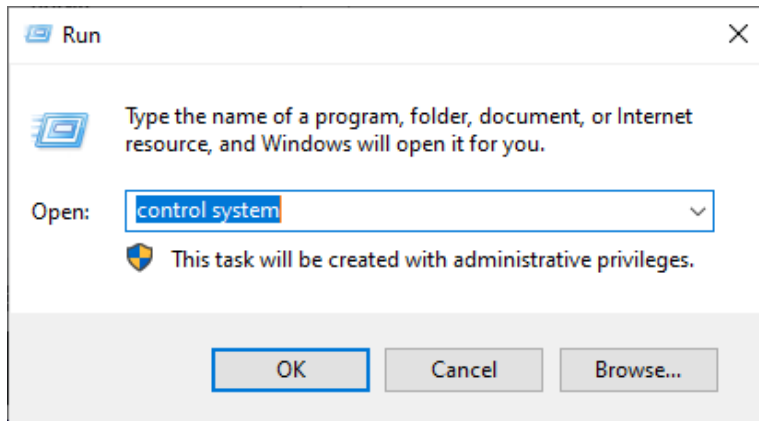 Run
Type the name of a program, folder, document, or Internet
resource, and Windows will open it for you.
Open: control system
This task will be created with administrative privileges.
OK Cancel Browse...